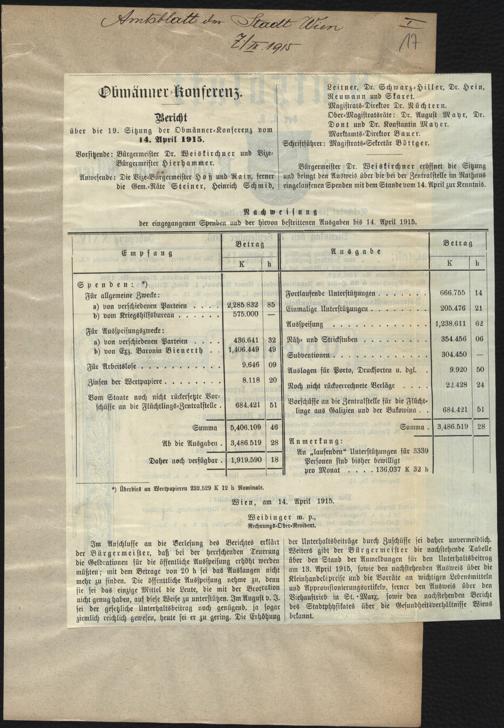 Amtsblatt der Stadt Wien
7/II 1915
I
17
Obmänner-Konferenz.
Bericht
über die 19. Sitzung der Obmänner-Konferenz vom
14. April 1915.
Vorsitzende: Bürgermeister Dr. Weiskirchner und Vize-
Bürgermeister Hierhammer.
Anwesende: Die Vize-Bürgermeister Hoß und Rain, ferner
die Gem.-Räte Steiner, Heinrich Schmid,
Leitner, Dr. Schwarz-Hiller, Dr. Hein,
Neumann und Skaret.
Magistrats-Direktor Dr. Nüchtern.
Ober-Magistratsräte: Dr. August Mayr, Dr.
Dont und Dr. Konstantin Mayer.
Marktamts-Direktor Bauer.
Schriftführer: Magistrats-Sekretär Böttger.
Bürgermeister Dr. Weiskirchner eröffnet die Sitzung
und bringt den Ausweis über die bei der Zentralstelle im Rathaus
eingelaufenen Spenden mit dem Stande vom 14. April zur Kenntnis.
Nachweisung
der eingegangenen Spenden und der hievon bestrittenen Ausgaben bis 14. April 1915.
Empfang Betrag K h
Spenden: *)
Für allgemeine Zwecke:
a) von verschiedenen Parteien . . . . 2,285.832 85
b) vom Kriegshilfsbureau . . . . 575.000 —
Für Ausspeisungszwecke:
a) von verschiedenen Parteien . . . . 436.641 32
b) von Exz. Baronin Bienerth . . . . 1,406.449 49
Für Arbeitslose . . . . 9.646 09
Zinsen der Wertpapiere . . . . 8.118 20
Vom Staate noch nicht rückersetzte Vor-
schüsse an die Flüchtlings-Zentralstelle . 684.421 51
Summa 5,406.109 46
Ab die Ausgaben . 3,486.519 28
Daher noch verfügbar . 1,919.590 18
Ausgabe Betrag K h
Fortlaufende Unterstützungen . . . . 666.755 14
Einmalige Unterstützungen . . . . 205.476 21
Ausspeisung . . . . 1,238.611 62
Näh- und Strickstuben . . . . 354.456 06
Subventionen . . . . 304.450 —
Auslagen für Porto, Drucksorten u. dgl. . 9.920 50
Noch nicht rückverrechnete Verläge . . 22.428 24
Vorschüsse an die Zentralstelle für die Flücht-
linge aus Galizien und der Bukowina . 684.421 51
Summa . 3,486.519 28
Anmerkung:
An „laufenden“ Unterstützungen für 3339
Personen sind bisher bewilligt
pro Monat . . . . 136,037 K 32 h
*) Überdies an Wertpapieren 232.529 K 12 h Nominale.
Wien, am 14. April 1915.
Weidinger m. p.,
Rechnungs-Ober-Revident.
Im Anschlusse an die Verlesung des Berichtes erklärt
der Bürgermeister, daß bei der herrschenden Teuerung
die Geldrationen für die öffentliche Ausspeisung erhöht werden
müßten; mit dem Betrage von 20 h sei das Auslangen nicht
mehr zu finden. Die öffentliche Ausspeisung nehme zu, denn
sie sei das einzige Mittel die Leute, die mit der Brotration
nicht genug haben, auf diese Weise zu unterstützen. Im August v. J.
sei der gesetzliche Unterhaltsbeitrag noch genügend, ja sogar
ziemlich reichlich gewesen, heute sei er zu gering. Die Erhöhung
der Unterhaltsbeiträge durch Zuschüsse sei daher unvermeidlich.
Weiters gibt der Bürgermeister die nachstehende Tabelle
über den Stand der Anmeldungen für den Unterhaltsbeitrag
am 13. April 1915, sowie den nachstehenden Ausweis über die
Kleinhandelspreise und die Vorräte an wichtigen Lebensmitteln
und Approvisionierungsartikeln, ferner den Ausweis über den
Viehauftrieb in St.-Marx, sowie den nachstehenden Bericht
des Stadtphysikates über die Gesundheitsverhältnisse Wiens
bekannt.